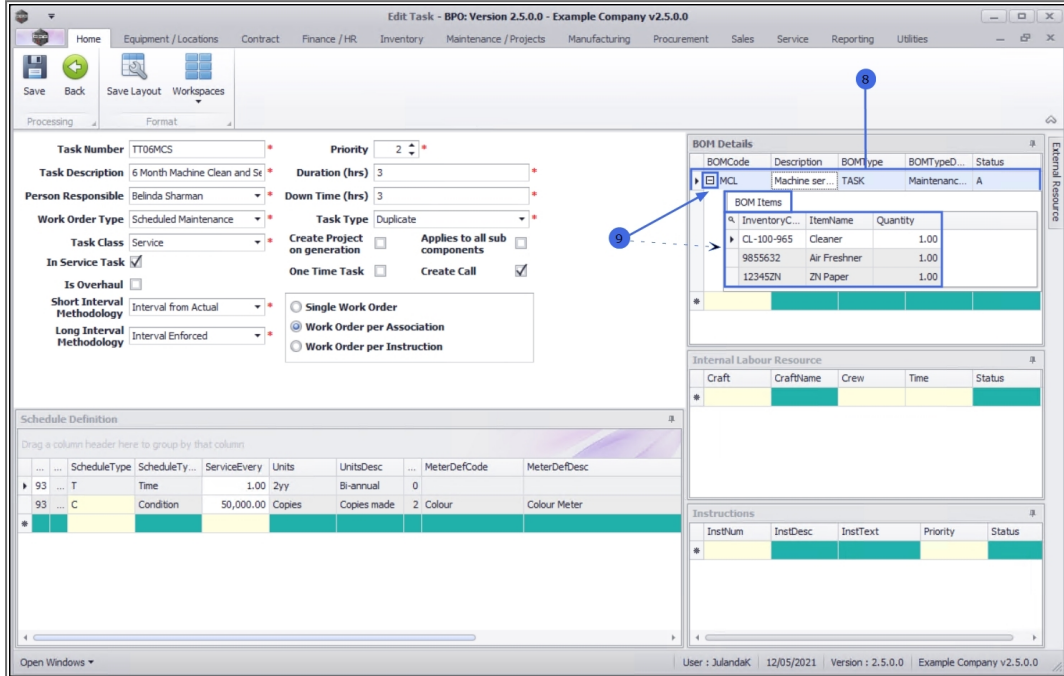 Edit Task - BPO: Version 2.5.0.0 - Example Company v2.5.0.0
Home Equipment / Locations Contract Finance / HR Inventory Maintenance / Projects Manufacturing Procurement Sales Service Reporting Utilities
Save Back Save Layout Workspaces
Processing Format
8
Task Number TT06MCS * Priority 2 *
Task Description 6 Month Machine Clean and Se * Duration (hrs) 3 *
Person Responsible Belinda Sharman * Down Time (hrs) 3 *
Work Order Type Scheduled Maintenance * Task Type Duplicate *
Task Class Service * Create Project on generation Applies to all sub components
In Service Task One Time Task Create Call
Is Overhaul
Short Interval Methodology Interval from Actual * Single Work Order
Long Interval Methodology Interval Enforced * Work Order per Association
Work Order per Instruction
BOM Details
BOMCode Description BOMType BOMTypeD... Status
MCL Machine ser... TASK Maintenanc... A
BOM Items
9
InventoryC... ItemName Quantity
CL-100-965 Cleaner 1.00
9855632 Air Freshner 1.00
12345ZN ZN Paper 1.00
External Resource
Internal Labour Resource
Craft CraftName Crew Time Status
Schedule Definition
Drag a column header here to group by that column
... ... ScheduleType ScheduleTy... ServiceEvery Units UnitsDesc ... MeterDefCode MeterDefDesc
93 ... T Time 1.00 2yy Bi-annual 0
93 ... C Condition 50,000.00 Copies Copies made 2 Colour Colour Meter
Instructions
InstNum InstDesc InstText Priority Status
Open Windows User : JulandaK 12/05/2021 Version : 2.5.0.0 Example Company v2.5.0.0